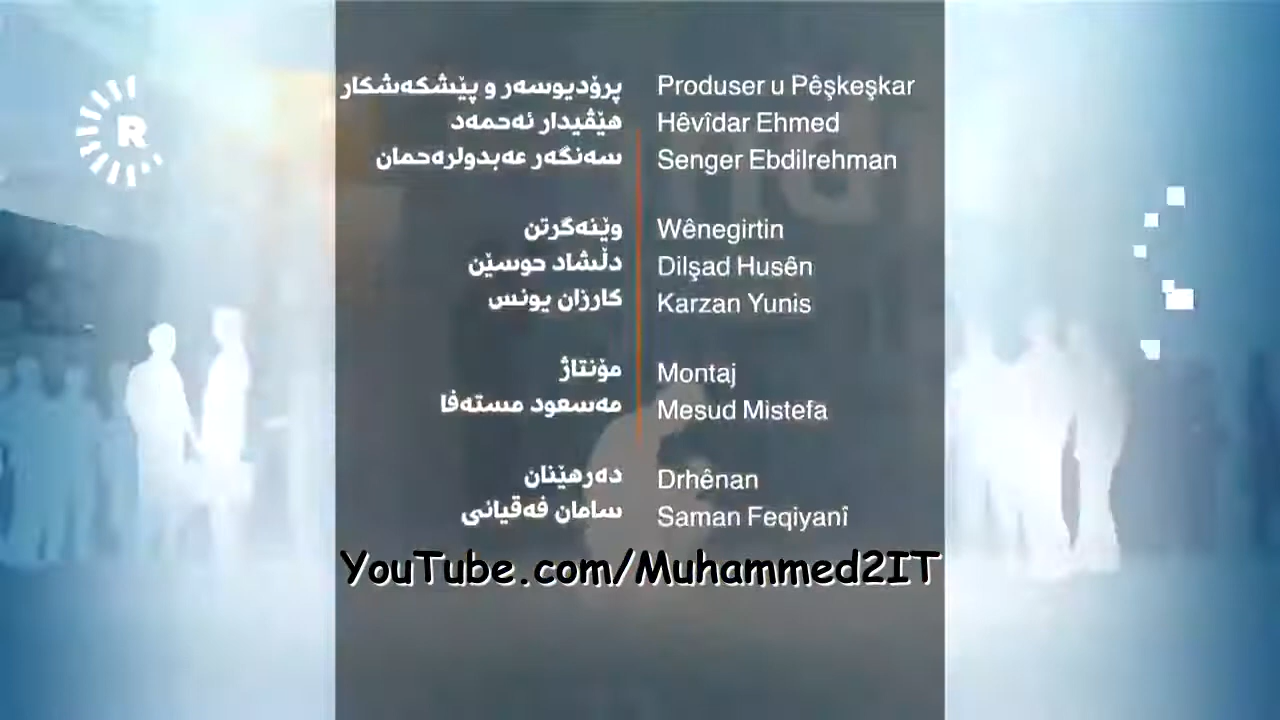 R
پرۆدیوسەر و پێشکەشکار
Produser u Pêşkeşkar
هێڤیدار ئەحمەد
Hêvîdar Ehmed
سەنگەر عەبدولرەحمان
Senger Ebdilrehman
وێنەگرتن
Wênegirtin
دڵشاد حوسێن
Dilşad Husên
کارزان یونس
Karzan Yunis
مۆنتاژ
Montaj
مەسعود مستەفا
Mesud Mistefa
دەرهێنان
Drhênan
سامان فەقیانی
Saman Feqiyanî
YouTube.com/Muhammed2IT